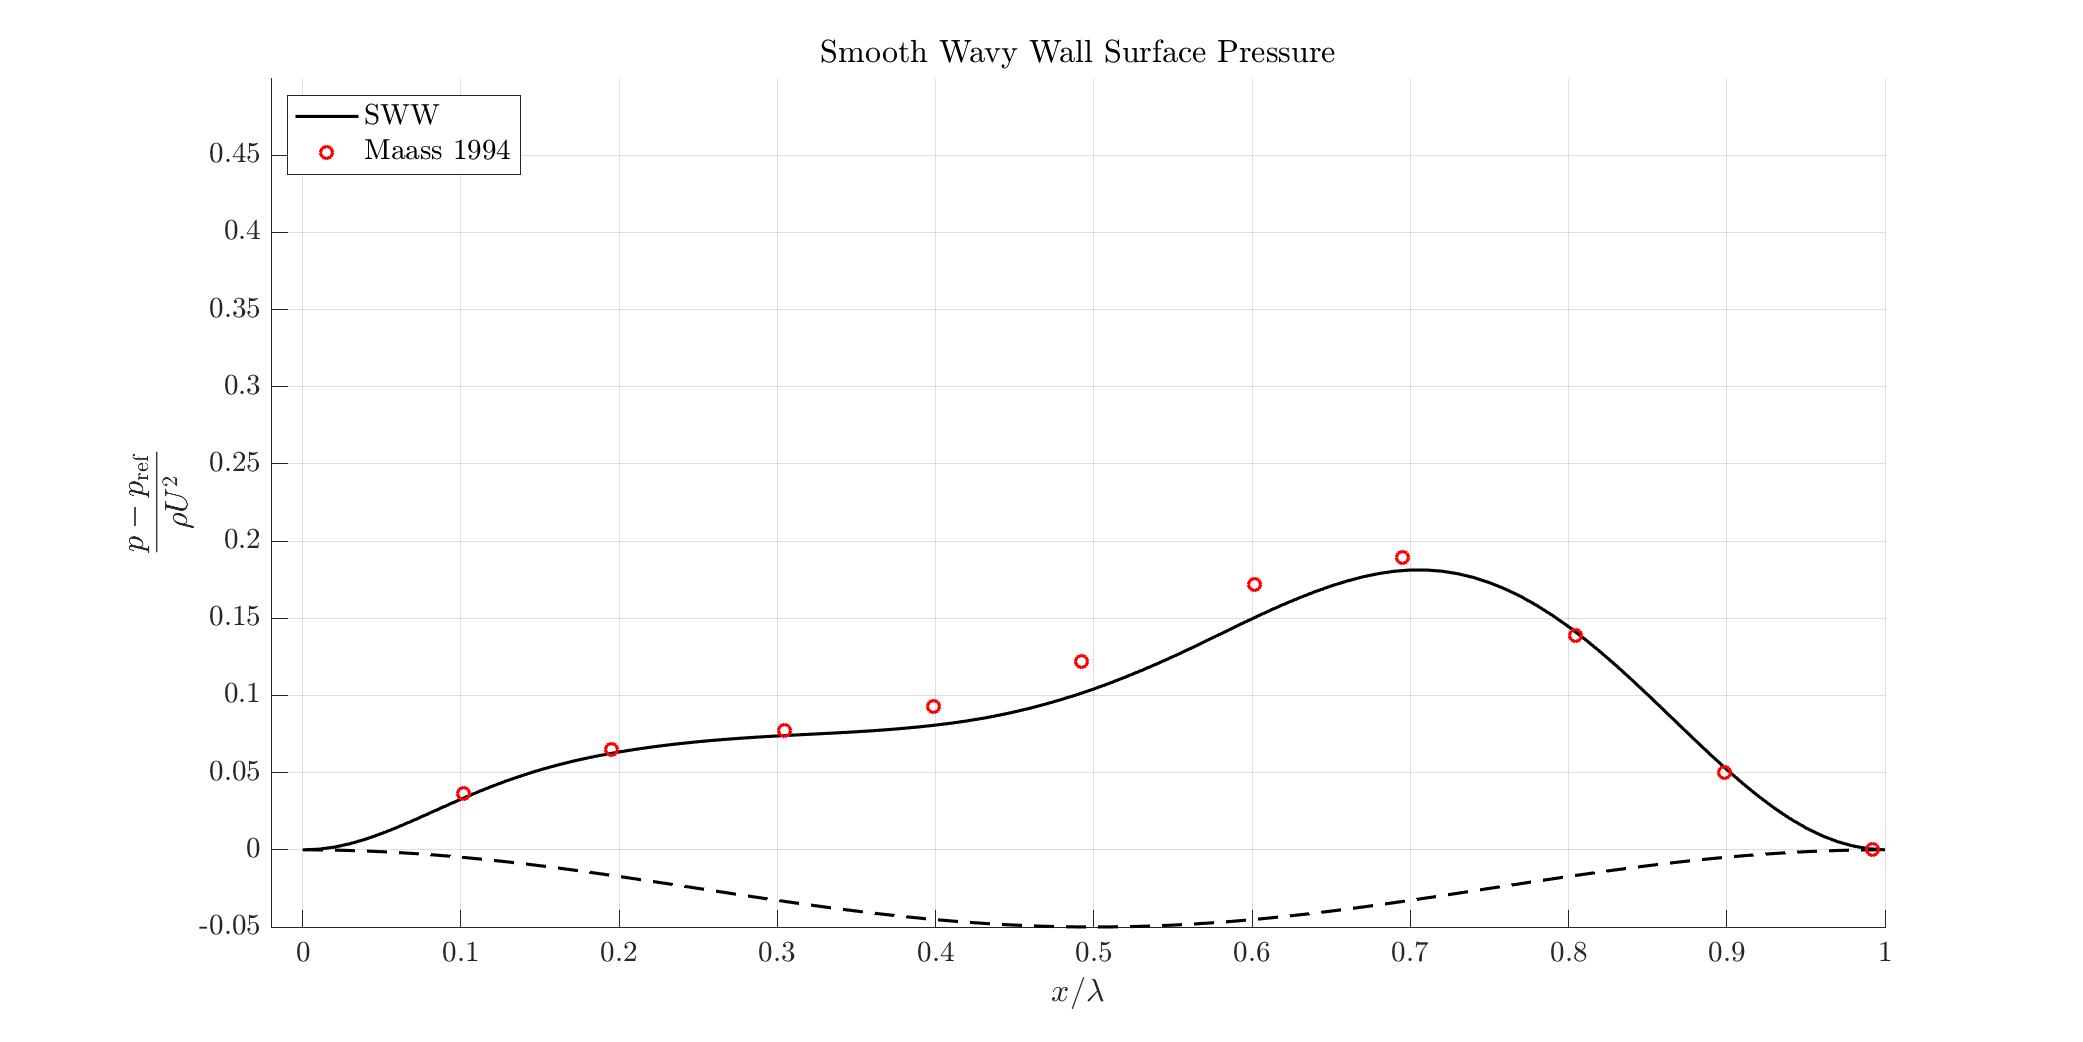 Smooth Wavy Wall Surface Pressure
SWW
Maass 1994
0.45
0.4
0.35
0.3
0.25
0.2
0.15
0.1
0.05
0
-0.05
p − p_ref
ρU²
0 0.1 0.2 0.3 0.4 0.5 0.6 0.7 0.8 0.9 1
x/λ